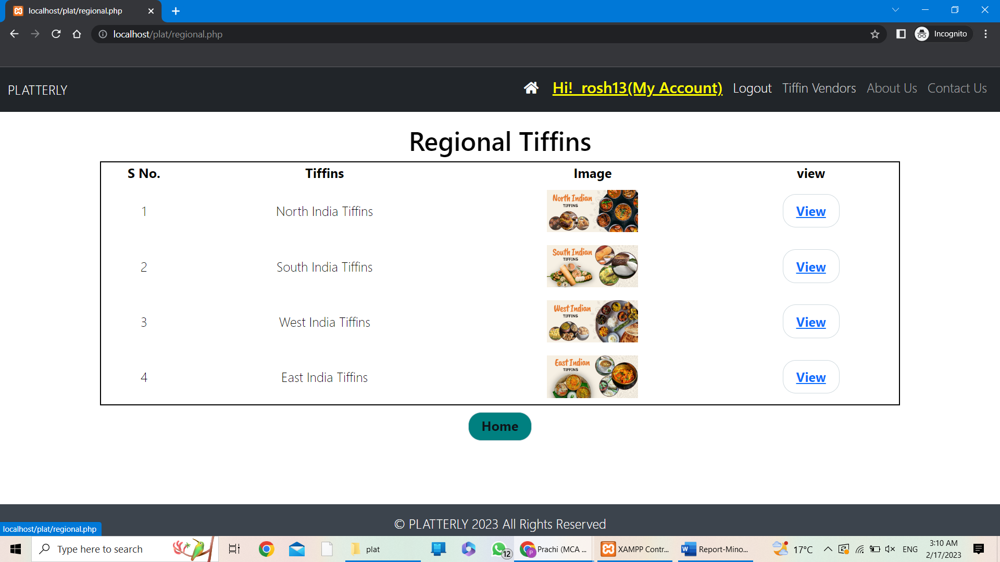 localhost/plat/regional.php
localhost/plat/regional.php
Incognito
PLATTERLY
Hi!  rosh13(My Account)
Logout
Tiffin Vendors
About Us
Contact Us
Regional Tiffins
S No.
Tiffins
Image
view
1
North India Tiffins
North Indian
TIFFINS
View
2
South India Tiffins
South Indian
TIFFINS
View
3
West India Tiffins
West Indian
TIFFINS
View
4
East India Tiffins
East Indian
TIFFINS
View
Home
© PLATTERLY 2023 All Rights Reserved
localhost/plat/regional.php
Type here to search
plat
12
P
Prachi (MCA ...
XAMPP Contr...
W
Report-Mino...
17°C
ENG
3:10 AM
2/17/2023